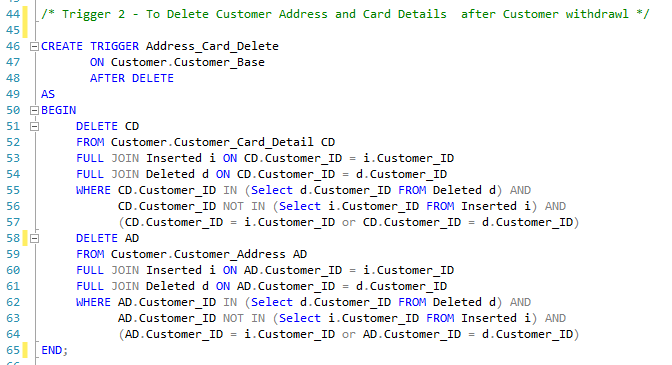 44 /* Trigger 2 - To Delete Customer Address and Card Details  after Customer withdrawl */
45
46 CREATE TRIGGER Address_Card_Delete
47 ON Customer.Customer_Base
48 AFTER DELETE
49 AS
50 BEGIN
51 DELETE CD
52 FROM Customer.Customer_Card_Detail CD
53 FULL JOIN Inserted i ON CD.Customer_ID = i.Customer_ID
54 FULL JOIN Deleted d ON CD.Customer_ID = d.Customer_ID
55 WHERE CD.Customer_ID IN (Select d.Customer_ID FROM Deleted d) AND
56 CD.Customer_ID NOT IN (Select i.Customer_ID FROM Inserted i) AND
57 (CD.Customer_ID = i.Customer_ID or CD.Customer_ID = d.Customer_ID)
58 DELETE AD
59 FROM Customer.Customer_Address AD
60 FULL JOIN Inserted i ON AD.Customer_ID = i.Customer_ID
61 FULL JOIN Deleted d ON AD.Customer_ID = d.Customer_ID
62 WHERE AD.Customer_ID IN (Select d.Customer_ID FROM Deleted d) AND
63 AD.Customer_ID NOT IN (Select i.Customer_ID FROM Inserted i) AND
64 (AD.Customer_ID = i.Customer_ID or AD.Customer_ID = d.Customer_ID)
65 END;